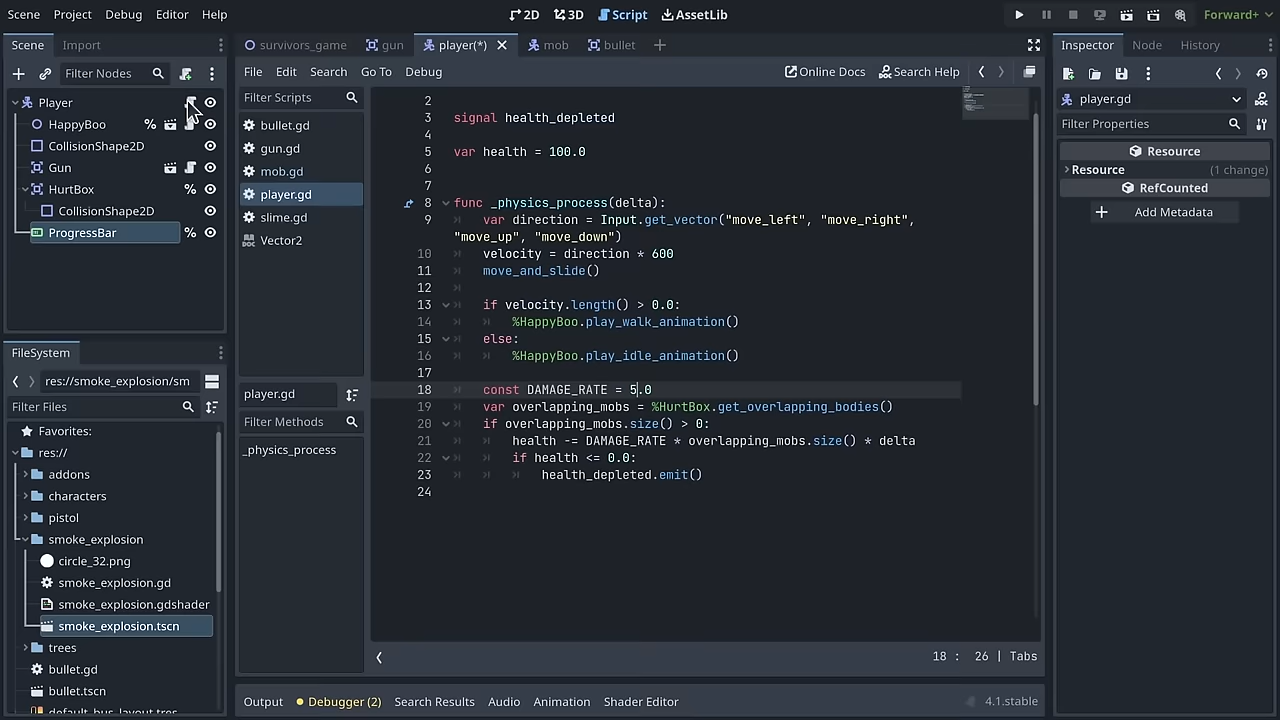 Scene Project Debug Editor Help
2D 3D Script AssetLib
Forward+
Scene Import
survivors_game gun player(*) mob bullet
Inspector Node History
Filter Nodes
File Edit Search Go To Debug
Online Docs Search Help
Player
HappyBoo %
CollisionShape2D
Gun
HurtBox %
CollisionShape2D
ProgressBar %
FileSystem
res://smoke_explosion/sm
Filter Files
Favorites:
res://
addons
characters
pistol
smoke_explosion
circle_32.png
smoke_explosion.gd
smoke_explosion.gdshader
smoke_explosion.tscn
trees
bullet.gd
bullet.tscn
default_bus_layout.tres
Filter Scripts
bullet.gd
gun.gd
mob.gd
player.gd
slime.gd
Vector2
player.gd
Filter Methods
_physics_process
2
3 signal health_depleted
4
5 var health = 100.0
6
7
8 func _physics_process(delta):
9 var direction = Input.get_vector("move_left", "move_right",
"move_up", "move_down")
10 velocity = direction * 600
11 move_and_slide()
12
13 if velocity.length() > 0.0:
14 %HappyBoo.play_walk_animation()
15 else:
16 %HappyBoo.play_idle_animation()
17
18 const DAMAGE_RATE = 5.0
19 var overlapping_mobs = %HurtBox.get_overlapping_bodies()
20 if overlapping_mobs.size() > 0:
21 health -= DAMAGE_RATE * overlapping_mobs.size() * delta
22 if health <= 0.0:
23 health_depleted.emit()
24
18 : 26 | Tabs
Output Debugger (2) Search Results Audio Animation Shader Editor
4.1.stable
player.gd
Filter Properties
Resource
Resource (1 change)
RefCounted
Add Metadata